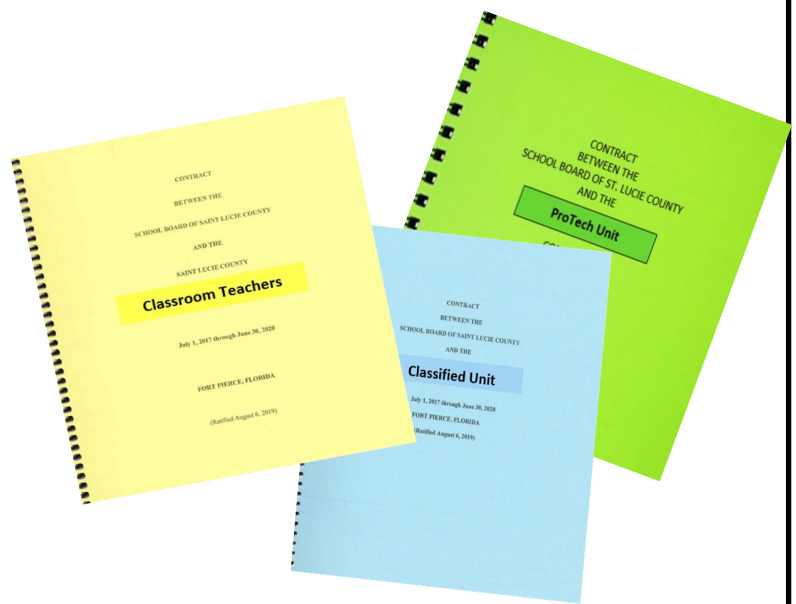 CONTRACT
BETWEEN THE
SCHOOL BOARD OF SAINT LUCIE COUNTY
AND THE
SAINT LUCIE COUNTY
Classroom Teachers
July 1, 2017 through June 30, 2020
FORT PIERCE, FLORIDA
(Ratified August 6, 2019)
CONTRACT
BETWEEN THE
SCHOOL BOARD OF SAINT LUCIE COUNTY
AND THE
Classified Unit
July 1, 2017 through June 30, 2020
FORT PIERCE, FLORIDA
(Ratified August 6, 2019)
CONTRACT
BETWEEN THE
SCHOOL BOARD OF ST. LUCIE COUNTY
AND THE
ProTech Unit